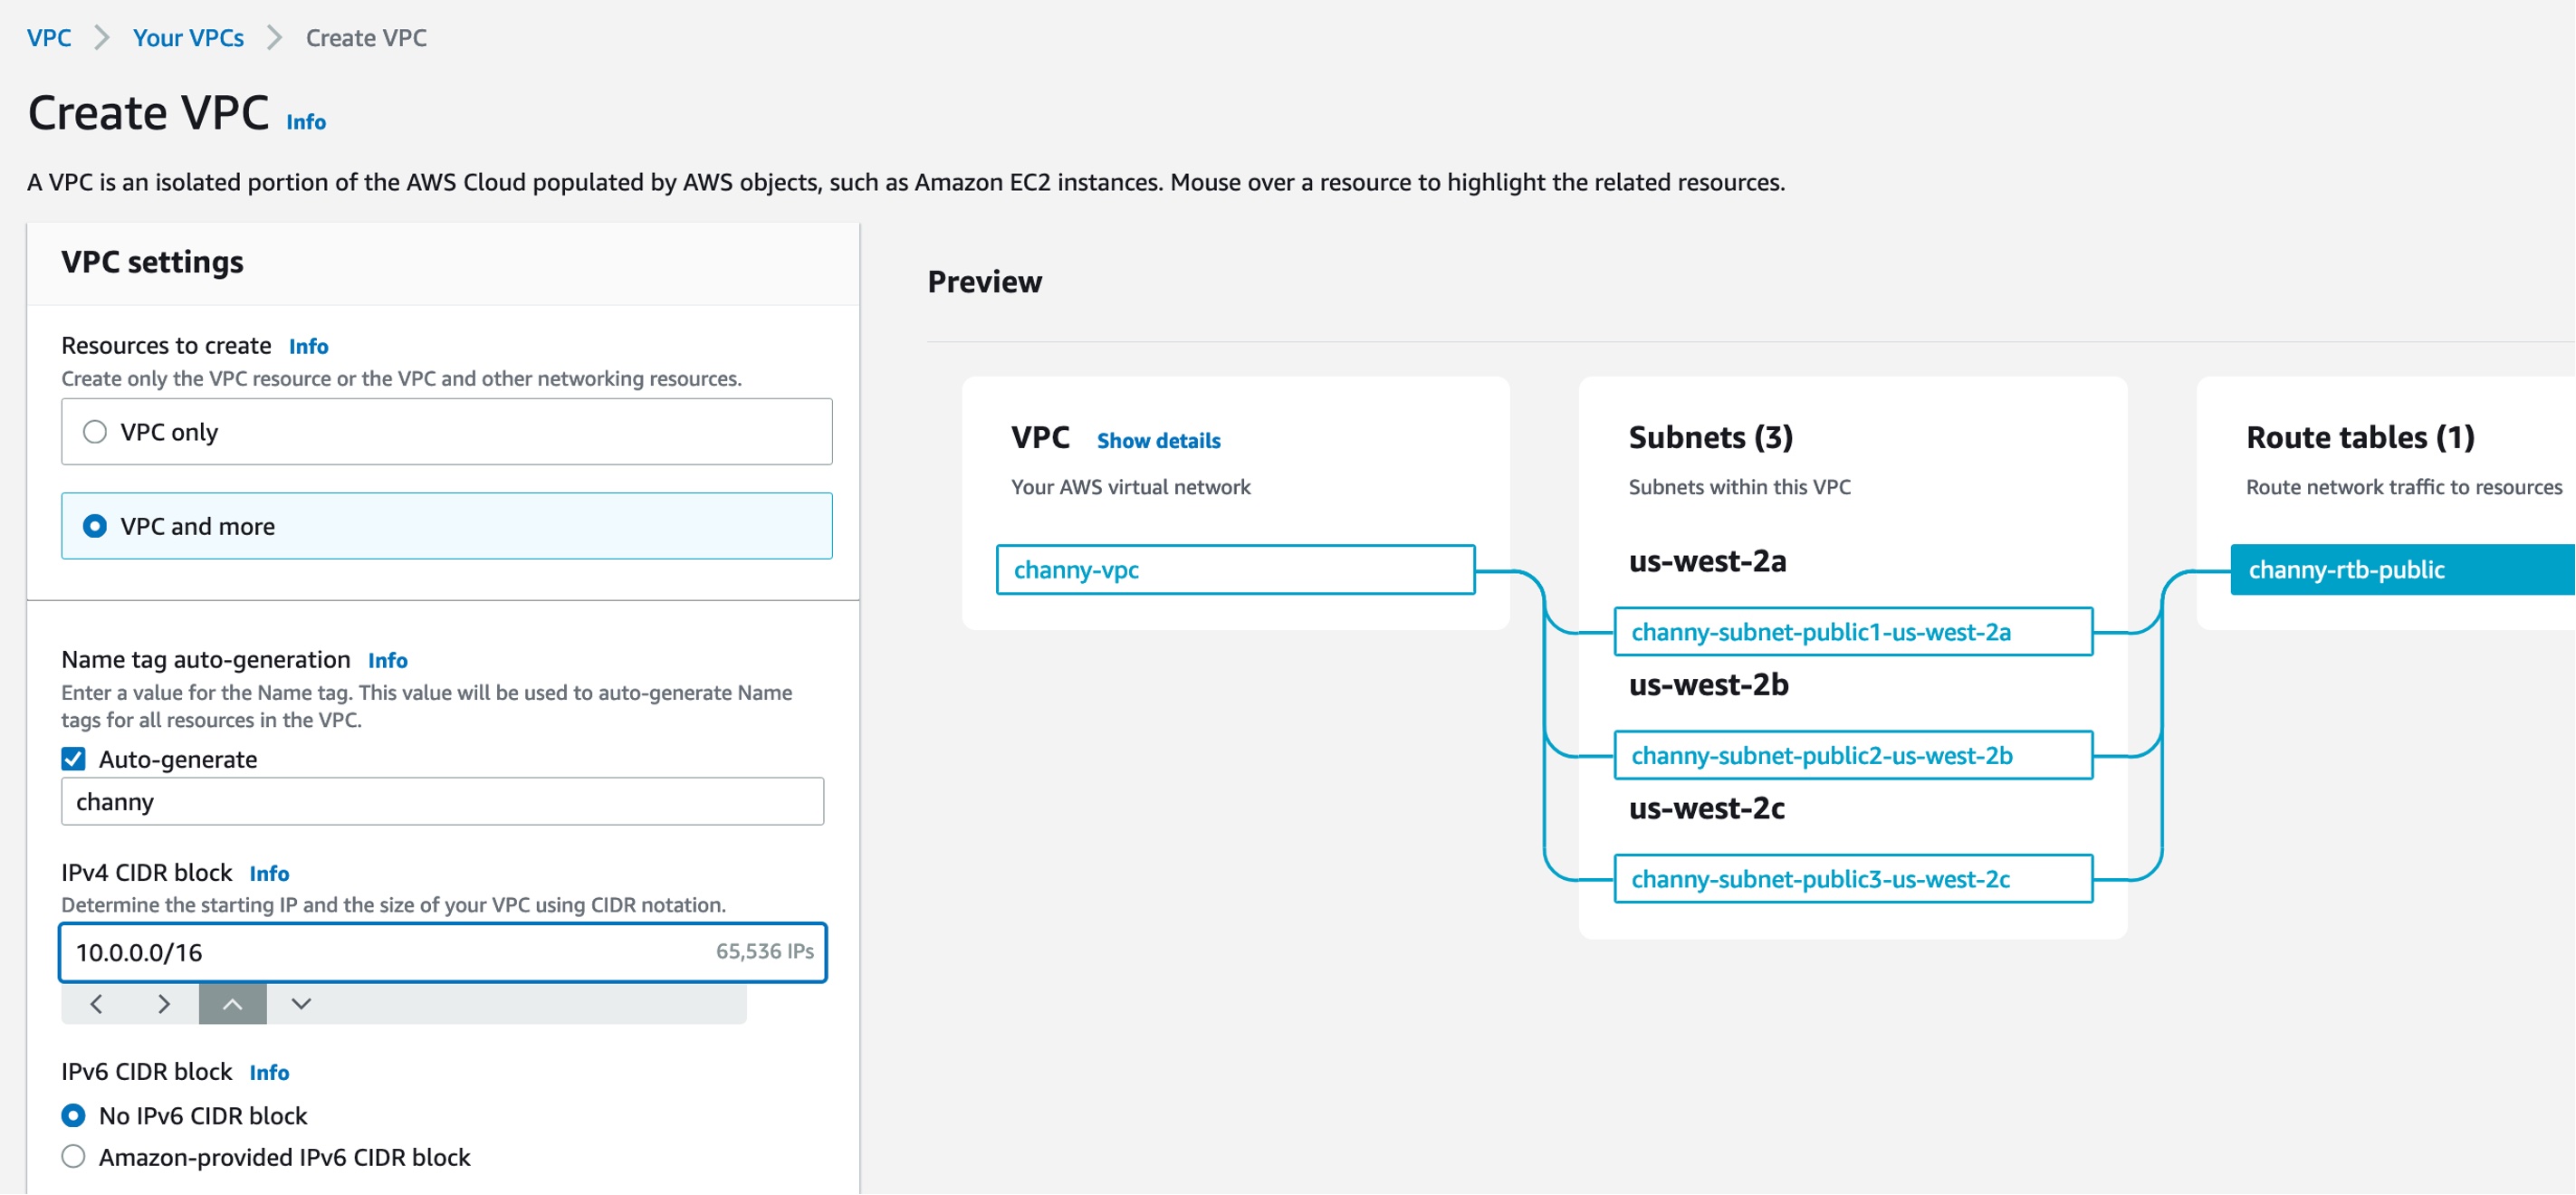 VPC
Your VPCs
Create VPC
Create VPC Info
A VPC is an isolated portion of the AWS Cloud populated by AWS objects, such as Amazon EC2 instances. Mouse over a resource to highlight the related resources.
VPC settings
Resources to create Info
Create only the VPC resource or the VPC and other networking resources.
VPC only
VPC and more
Name tag auto-generation Info
Enter a value for the Name tag. This value will be used to auto-generate Name
tags for all resources in the VPC.
Auto-generate
channy
IPv4 CIDR block Info
Determine the starting IP and the size of your VPC using CIDR notation.
10.0.0.0/16 65,536 IPs
IPv6 CIDR block Info
No IPv6 CIDR block
Amazon-provided IPv6 CIDR block
Preview
VPC Show details
Your AWS virtual network
channy-vpc
Subnets (3)
Subnets within this VPC
us-west-2a
channy-subnet-public1-us-west-2a
us-west-2b
channy-subnet-public2-us-west-2b
us-west-2c
channy-subnet-public3-us-west-2c
Route tables (1)
Route network traffic to resources
channy-rtb-public